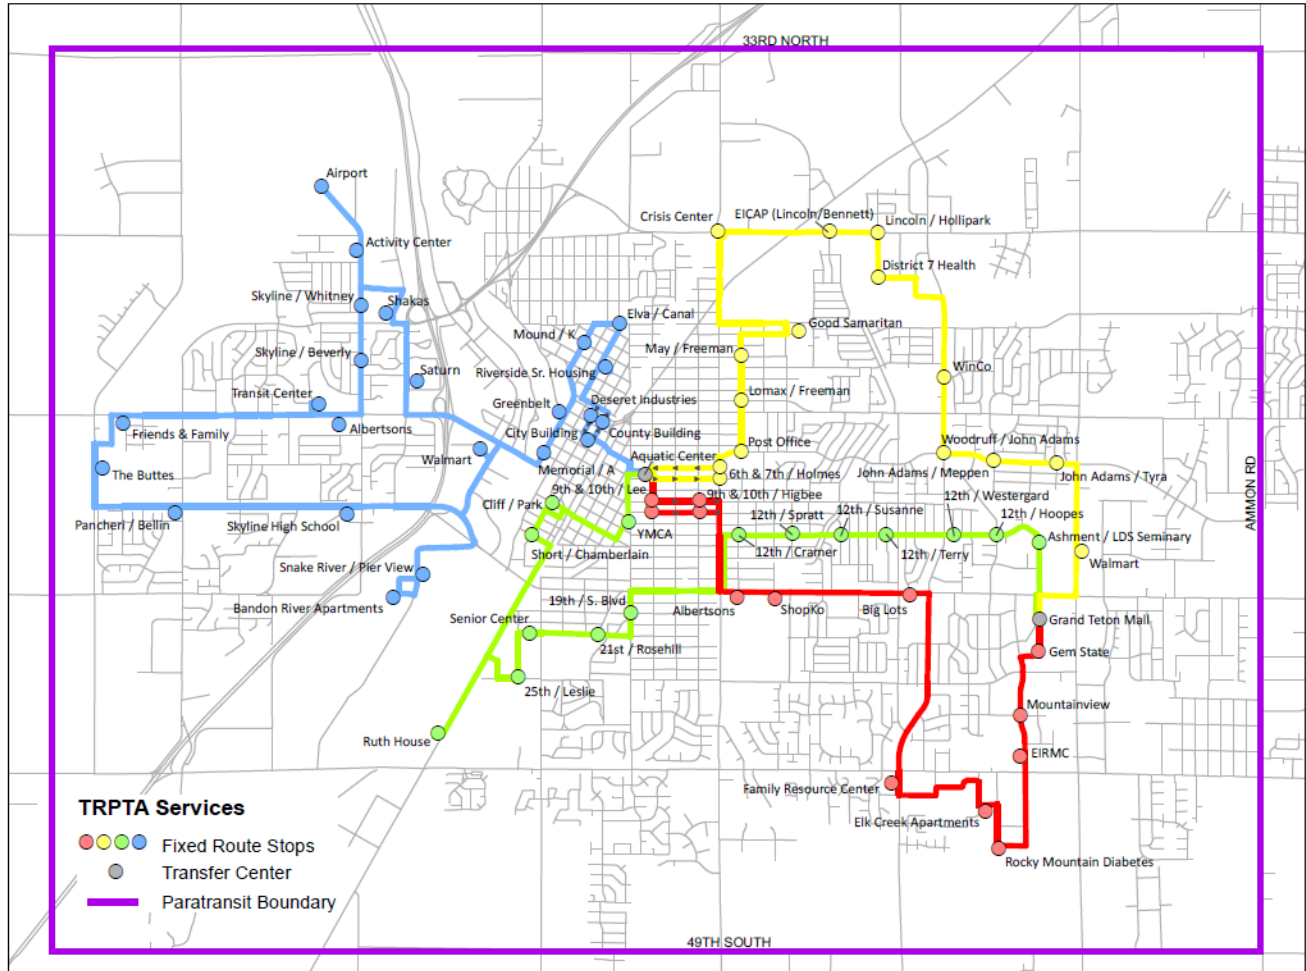 33RD NORTH
Airport
Crisis Center
EICAP (Lincoln/Bennett)
Lincoln / Hollipark
Activity Center
District 7 Health
Skyline / Whitney
Shakas
Elva / Canal
Good Samaritan
Mound / K
May / Freeman
Skyline / Beverly
Saturn
Riverside Sr. Housing
WinCo
Transit Center
Lomax / Freeman
Deseret Industries
Greenbelt
Friends & Family
Albertsons
City Building
County Building
Post Office
Woodruff / John Adams
Walmart
Aquatic Center
The Buttes
Memorial / A
6th & 7th / Holmes
John Adams / Meppen
John Adams / Tyra
9th & 10th / Lee
9th & 10th / Higbee
12th / Westergard
AMMON RD
Cliff / Park
12th / Susanne
12th / Spratt
12th / Hoopes
Pancheri / Bellin
Skyline High School
YMCA
Ashment / LDS Seminary
Short / Chamberlain
12th / Cramer
12th / Terry
Walmart
Snake River / Pier View
19th / S. Blvd
Bandon River Apartments
Albertsons
ShopKo
Big Lots
Senior Center
Grand Teton Mall
21st / Rosehill
Gem State
25th / Leslie
Mountainview
Ruth House
EIRMC
Family Resource Center
Elk Creek Apartments
Rocky Mountain Diabetes
TRPTA Services
Fixed Route Stops
Transfer Center
Paratransit Boundary
49TH SOUTH